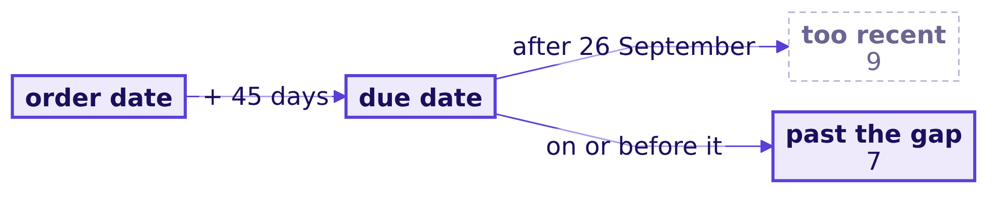 order date
+ 45 days
due date
after 26 September
too recent
9
on or before it
past the gap
7